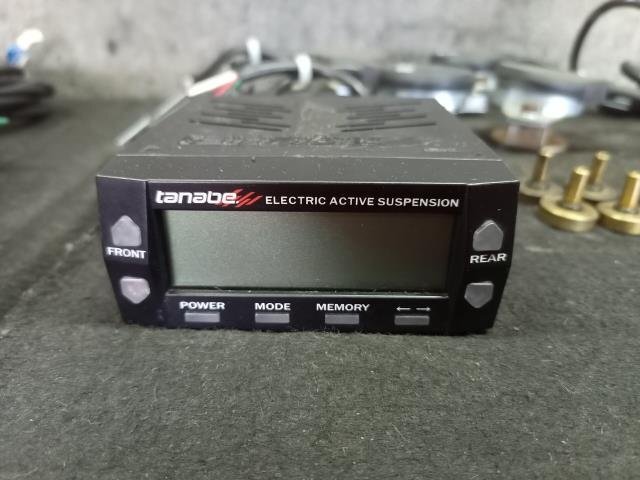 tanabe ELECTRIC ACTIVE SUSPENSION
FRONT
REAR
POWER MODE MEMORY ← →